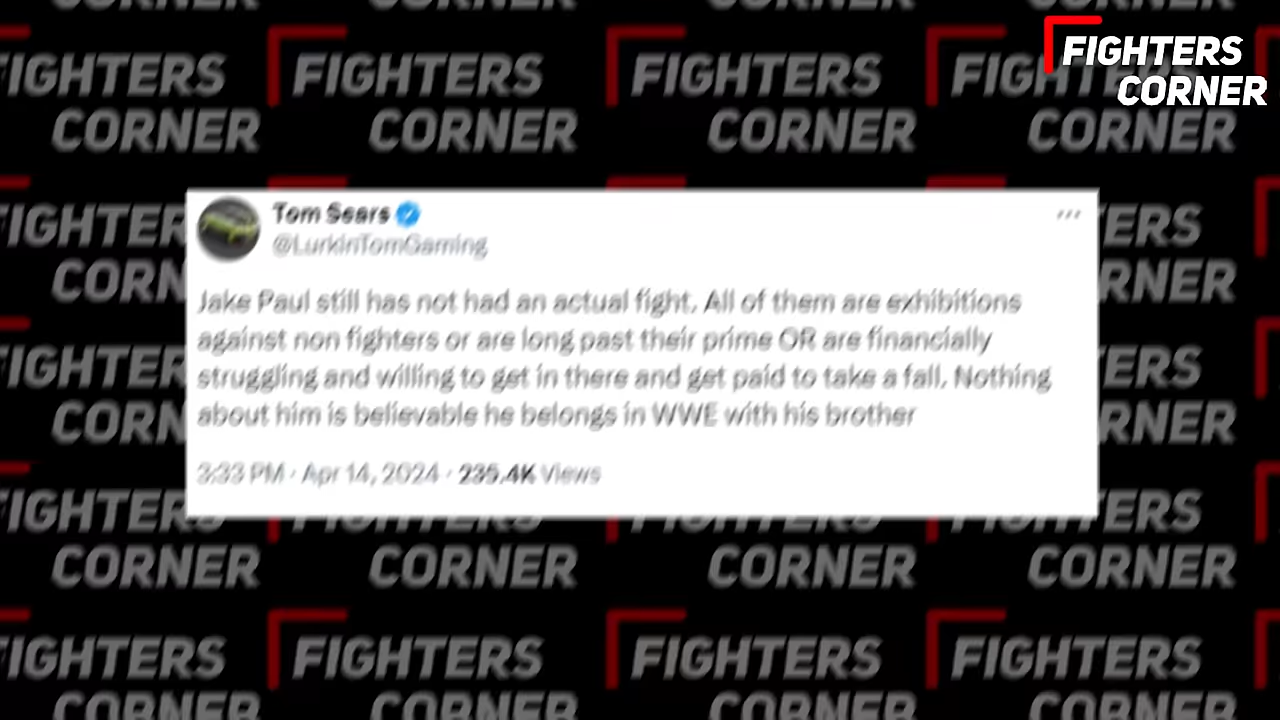 FIGHTERS
CORNER
FIGHTERS
CORNER
FIGHTERS
CORNER
FIGHTERS
CORNER
FIGHTERS
CORNER
Tom Sears
@LurkinTomGaming
Jake Paul still has not had an actual fight. All of them are exhibitions
against non fighters or are long past their prime OR are financially
struggling and willing to get in there and get paid to take a fall. Nothing
about him is believable he belongs in WWE with his brother
3:33 PM · Apr 14, 2024 · 235.4K Views
CORNER
CORNER
CORNER
CORNER
FIGHTERS
FIGHTERS
FIGHTERS
FIGHTERS